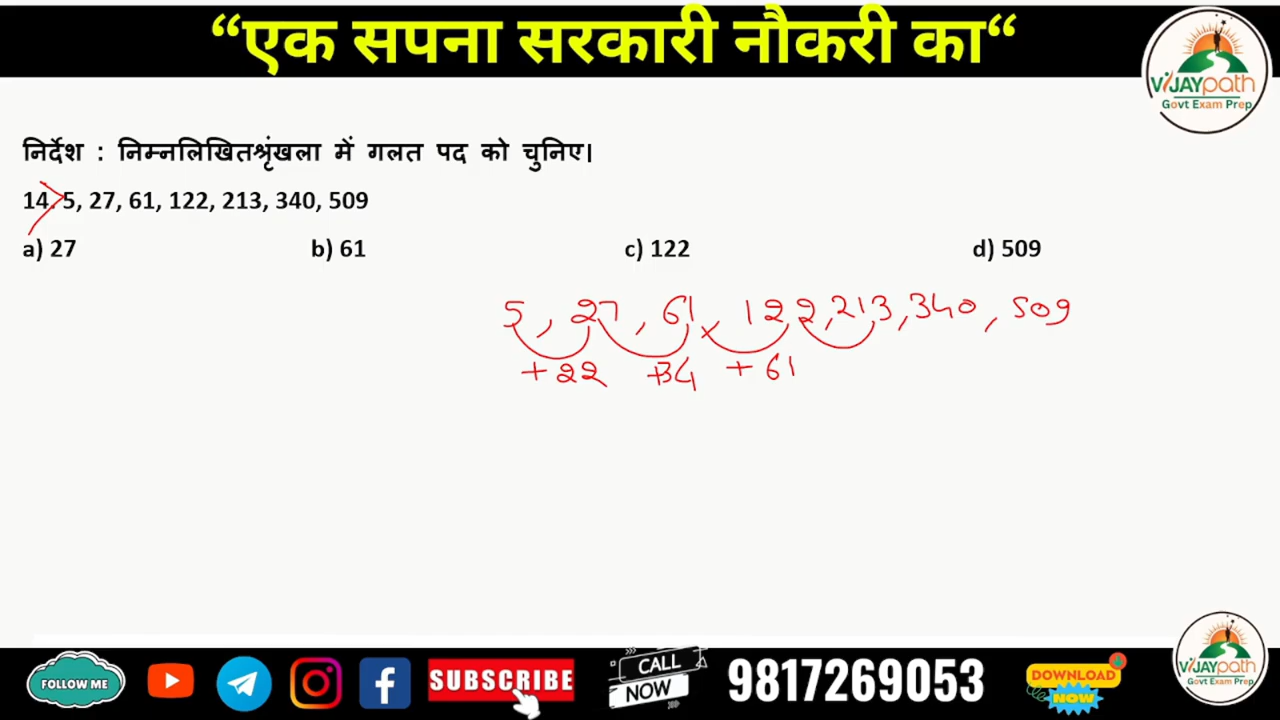 “एक सपना सरकारी नौकरी का“
VIJAYpath
Govt Exam Prep
निर्देश : निम्नलिखितश्रृंखला में गलत पद को चुनिए।
14. 5, 27, 61, 122, 213, 340, 509
a) 27 b) 61 c) 122 d) 509
5, 27, 61, 122, 213, 340, 509
+22 +34 +61
FOLLOW ME
SUBSCRIBE
CALL NOW
9817269053
DOWNLOAD NOW
VIJAYpath
Govt Exam Prep